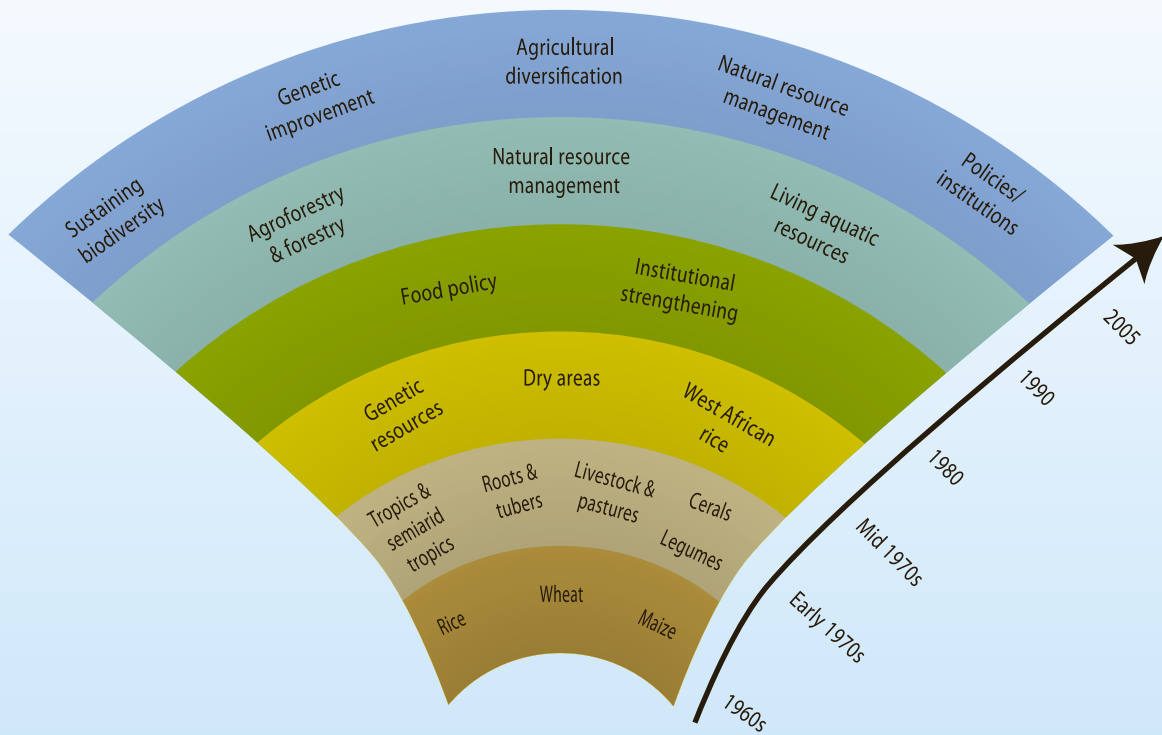 Agricultural
diversification
Genetic
improvement
Natural resource
management
Sustaining
biodiversity
Policies/
institutions
Natural resource
management
Agroforestry
& forestry
Living aquatic
resources
Food policy
Institutional
strengthening
Genetic
resources
Dry areas
West African
rice
Tropics &
semiarid
tropics
Roots &
tubers
Livestock &
pastures
Cerals
Legumes
Rice
Wheat
Maize
2005
1990
1980
Mid 1970s
Early 1970s
1960s